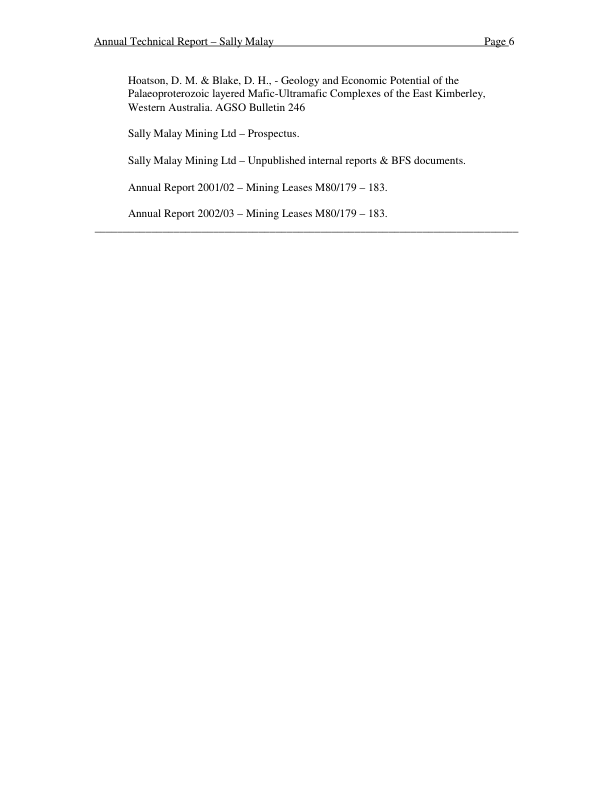 Annual Technical Report – Sally Malay Page 6
Hoatson, D. M. & Blake, D. H., - Geology and Economic Potential of the
Palaeoproterozoic layered Mafic-Ultramafic Complexes of the East Kimberley,
Western Australia. AGSO Bulletin 246
Sally Malay Mining Ltd – Prospectus.
Sally Malay Mining Ltd – Unpublished internal reports & BFS documents.
Annual Report 2001/02 – Mining Leases M80/179 – 183.
Annual Report 2002/03 – Mining Leases M80/179 – 183.